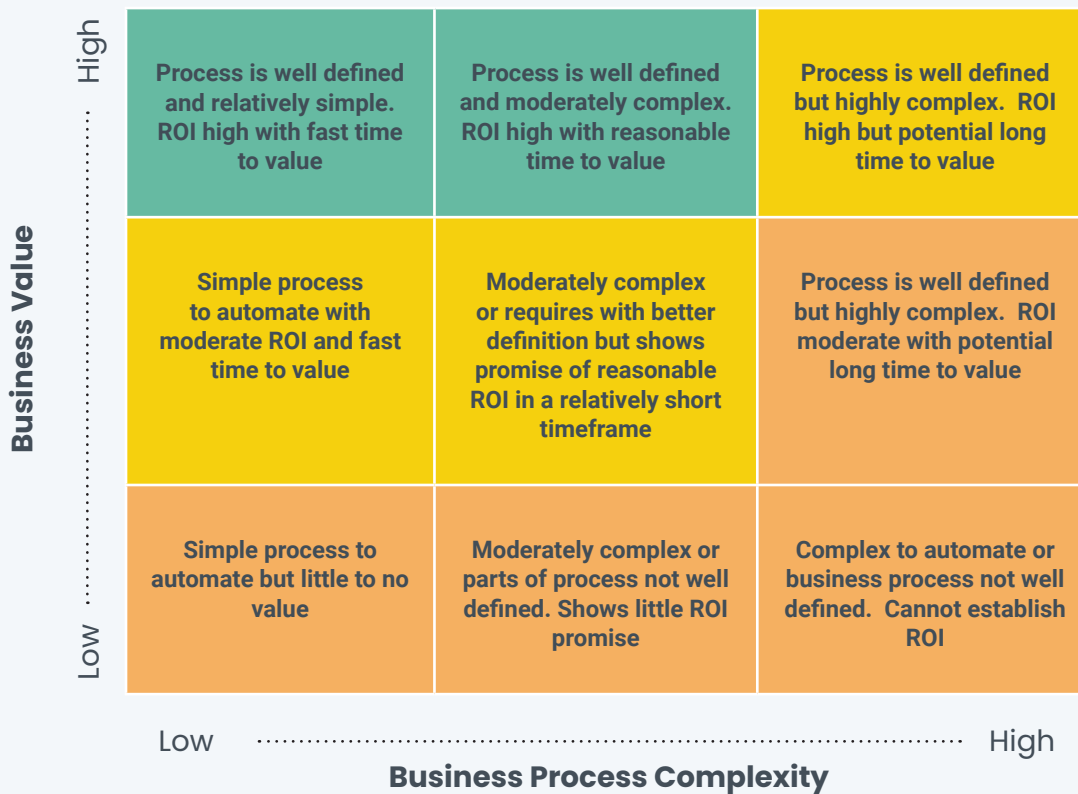 High
Process is well defined
and relatively simple.
ROI high with fast time
to value
Process is well defined
and moderately complex.
ROI high with reasonable
time to value
Process is well defined
but highly complex.  ROI
high but potential long
time to value
Business Value
Simple process
to automate with
moderate ROI and fast
time to value
Moderately complex
or requires with better
definition but shows
promise of reasonable
ROI in a relatively short
timeframe
Process is well defined
but highly complex.  ROI
moderate with potential
long time to value
Simple process to
automate but little to no
value
Moderately complex or
parts of process not well
defined. Shows little ROI
promise
Complex to automate or
business process not well
defined.  Cannot establish
ROI
Low
Low
High
Business Process Complexity